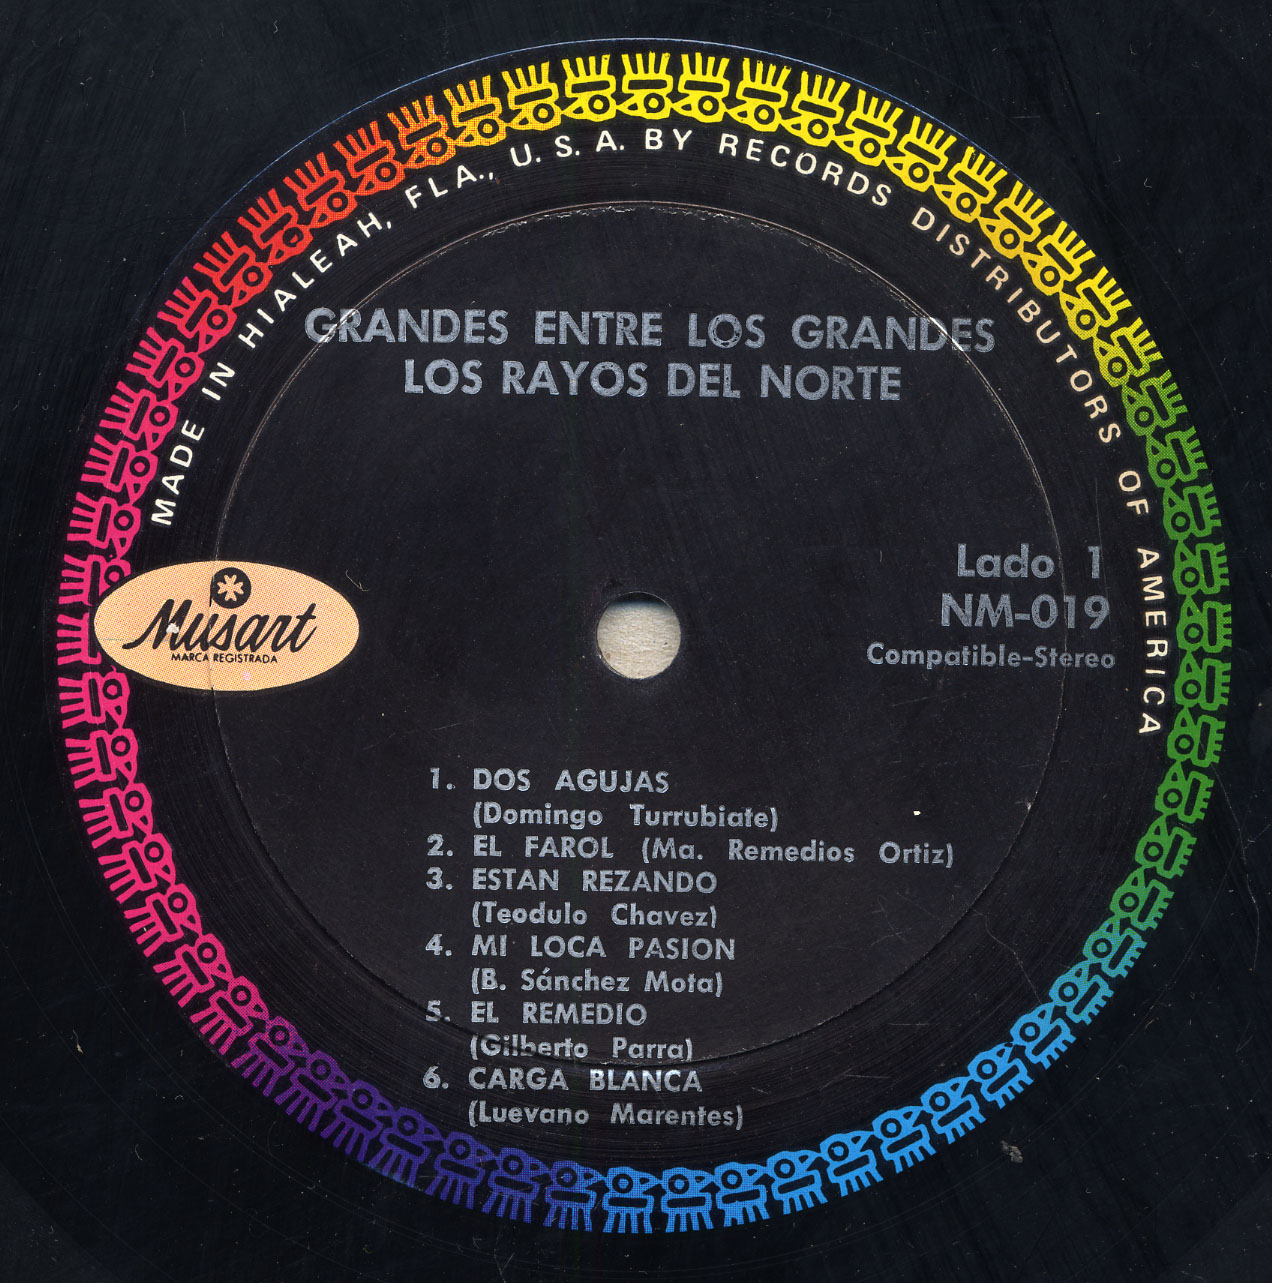 MADE IN HIALEAH, FLA., U.S.A. BY RECORDS DISTRIBUTORS OF AMERICA
GRANDES ENTRE LOS GRANDES
LOS RAYOS DEL NORTE
Lado 1
NM-019
Compatible-Stereo
Musart
MARCA REGISTRADA
1. DOS AGUJAS
(Domingo Turrubiate)
2. EL FAROL (Ma. Remedios Ortiz)
3. ESTAN REZANDO
(Teodulo Chavez)
4. MI LOCA PASION
(B. Sánchez Mota)
5. EL REMEDIO
(Gilberto Parra)
6. CARGA BLANCA
(Luevano Marentes)